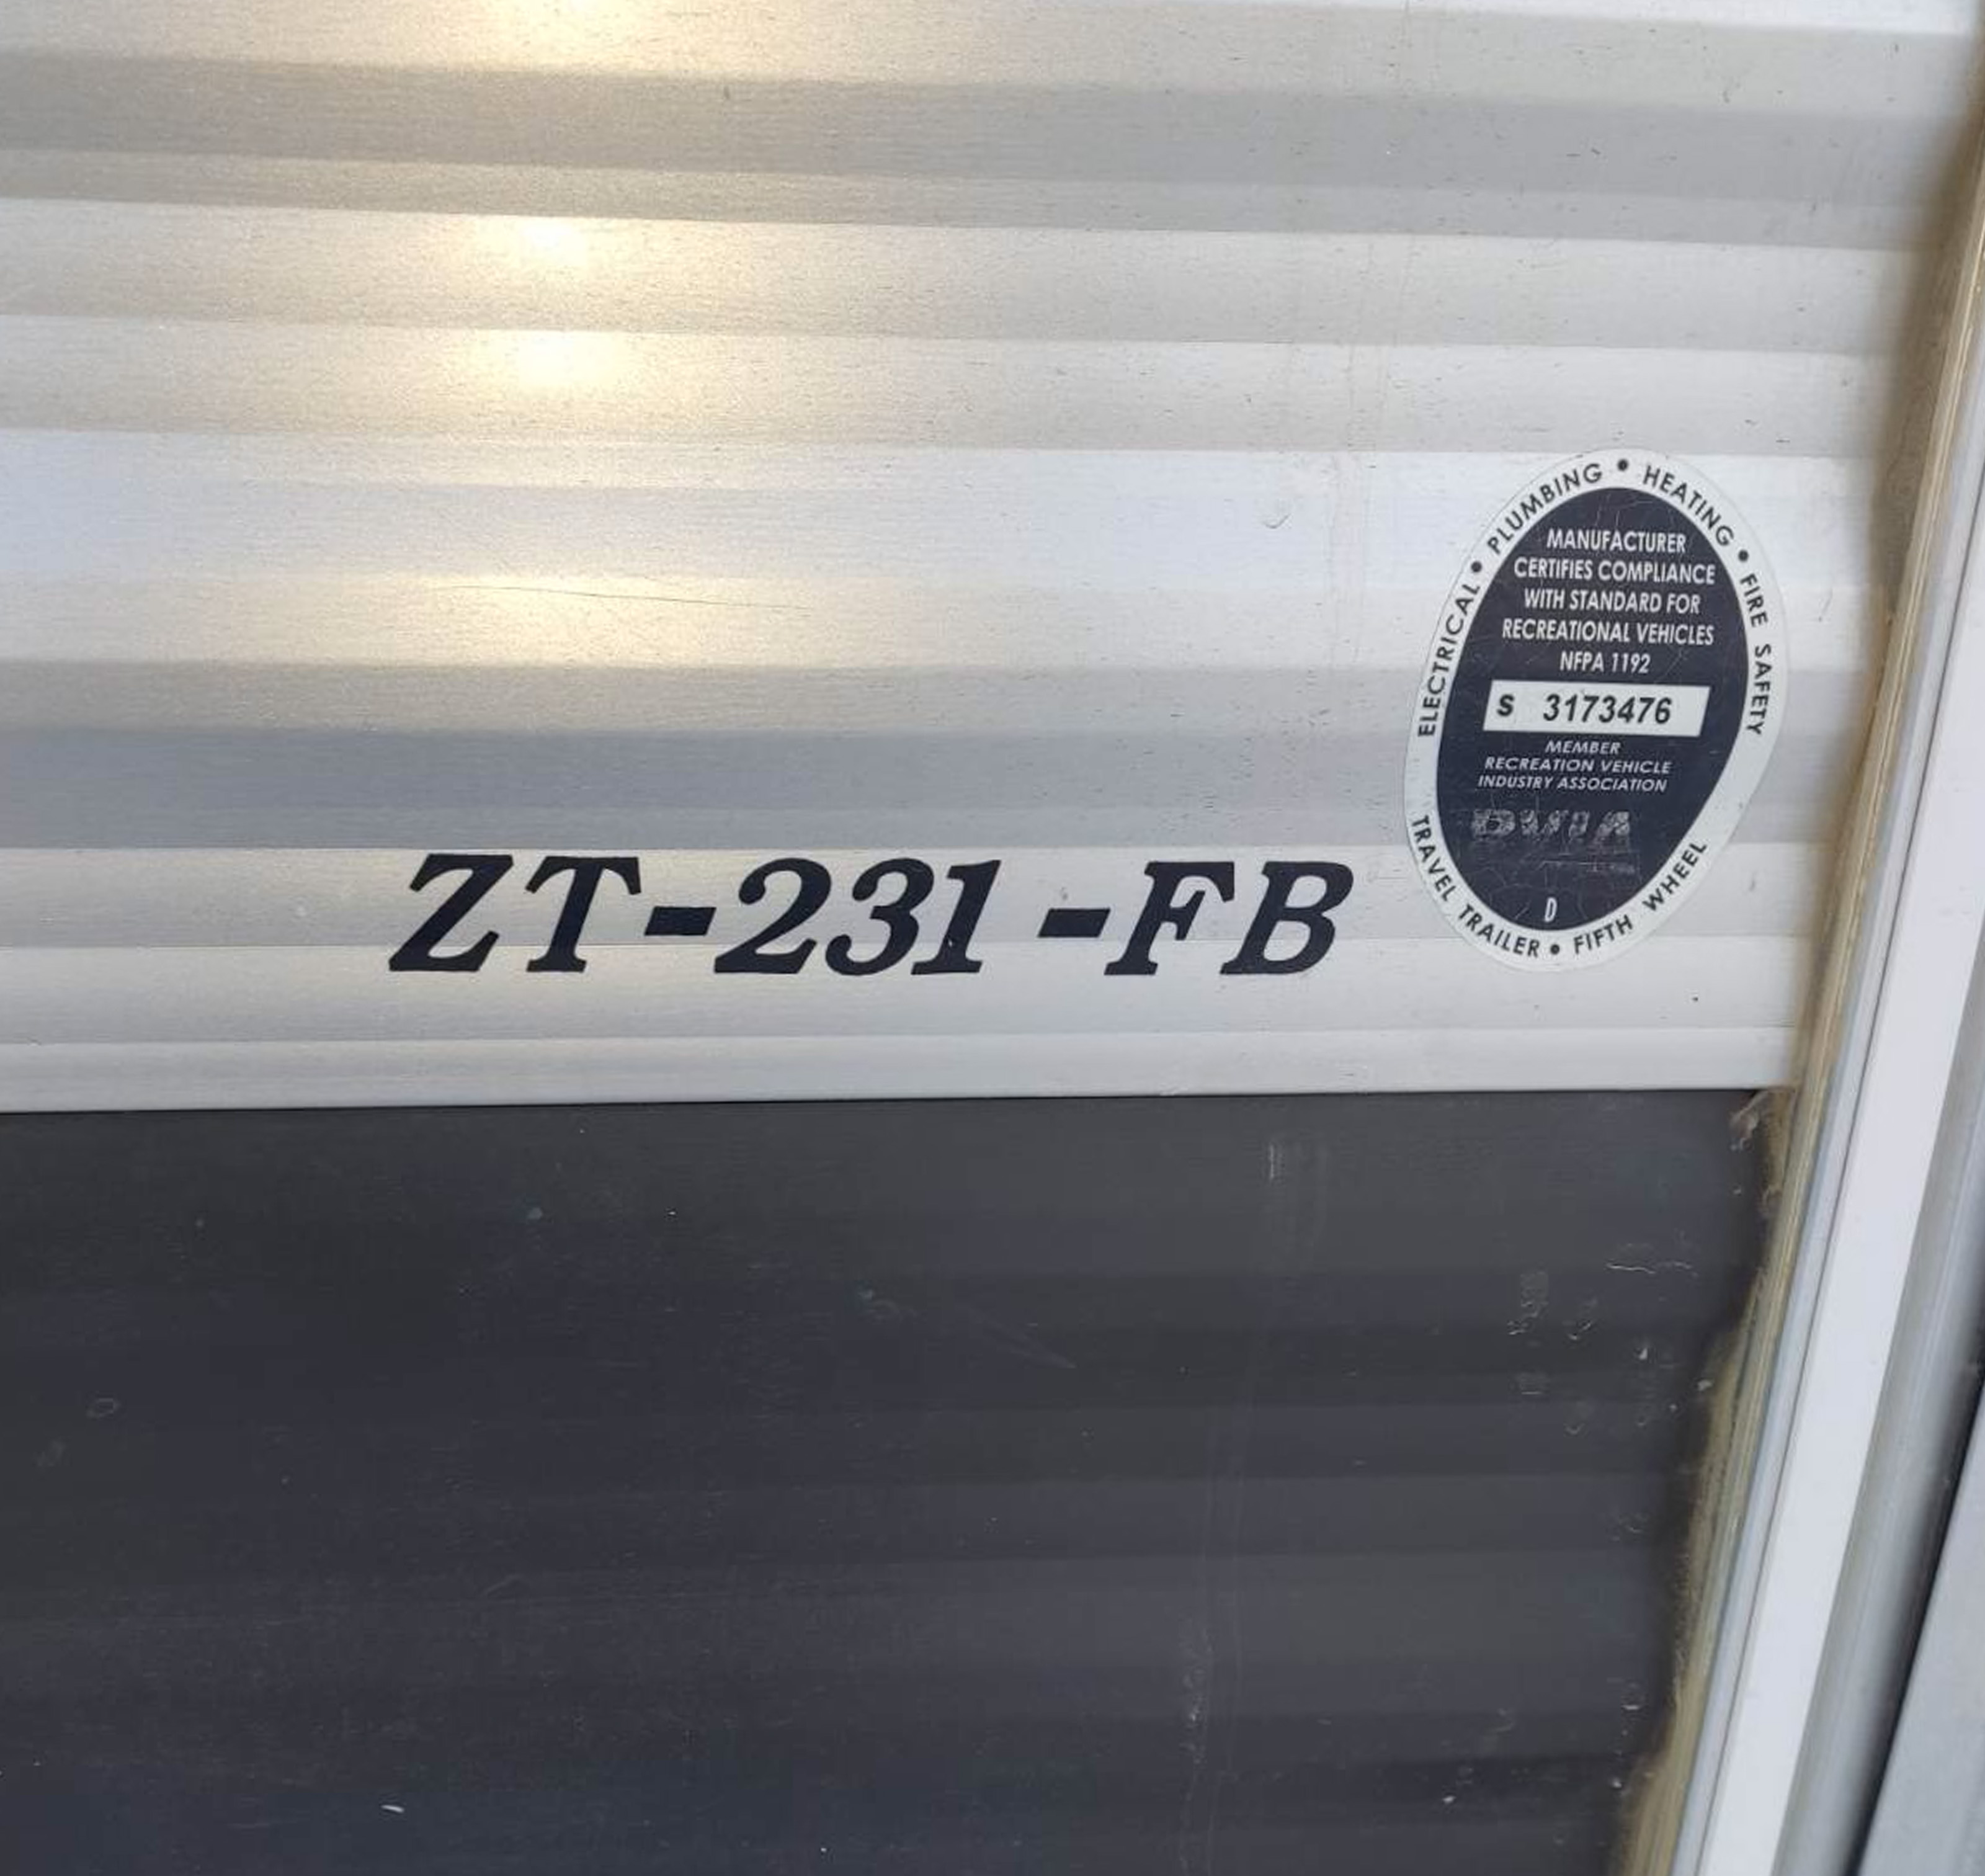 ELECTRICAL • PLUMBING • HEATING • FIRE SAFETY
MANUFACTURER
CERTIFIES COMPLIANCE
WITH STANDARD FOR
RECREATIONAL VEHICLES
NFPA 1192
S 3173476
MEMBER
RECREATION VEHICLE
INDUSTRY ASSOCIATION
RVIA
D
TRAVEL TRAILER • FIFTH WHEEL
ZT-231-FB